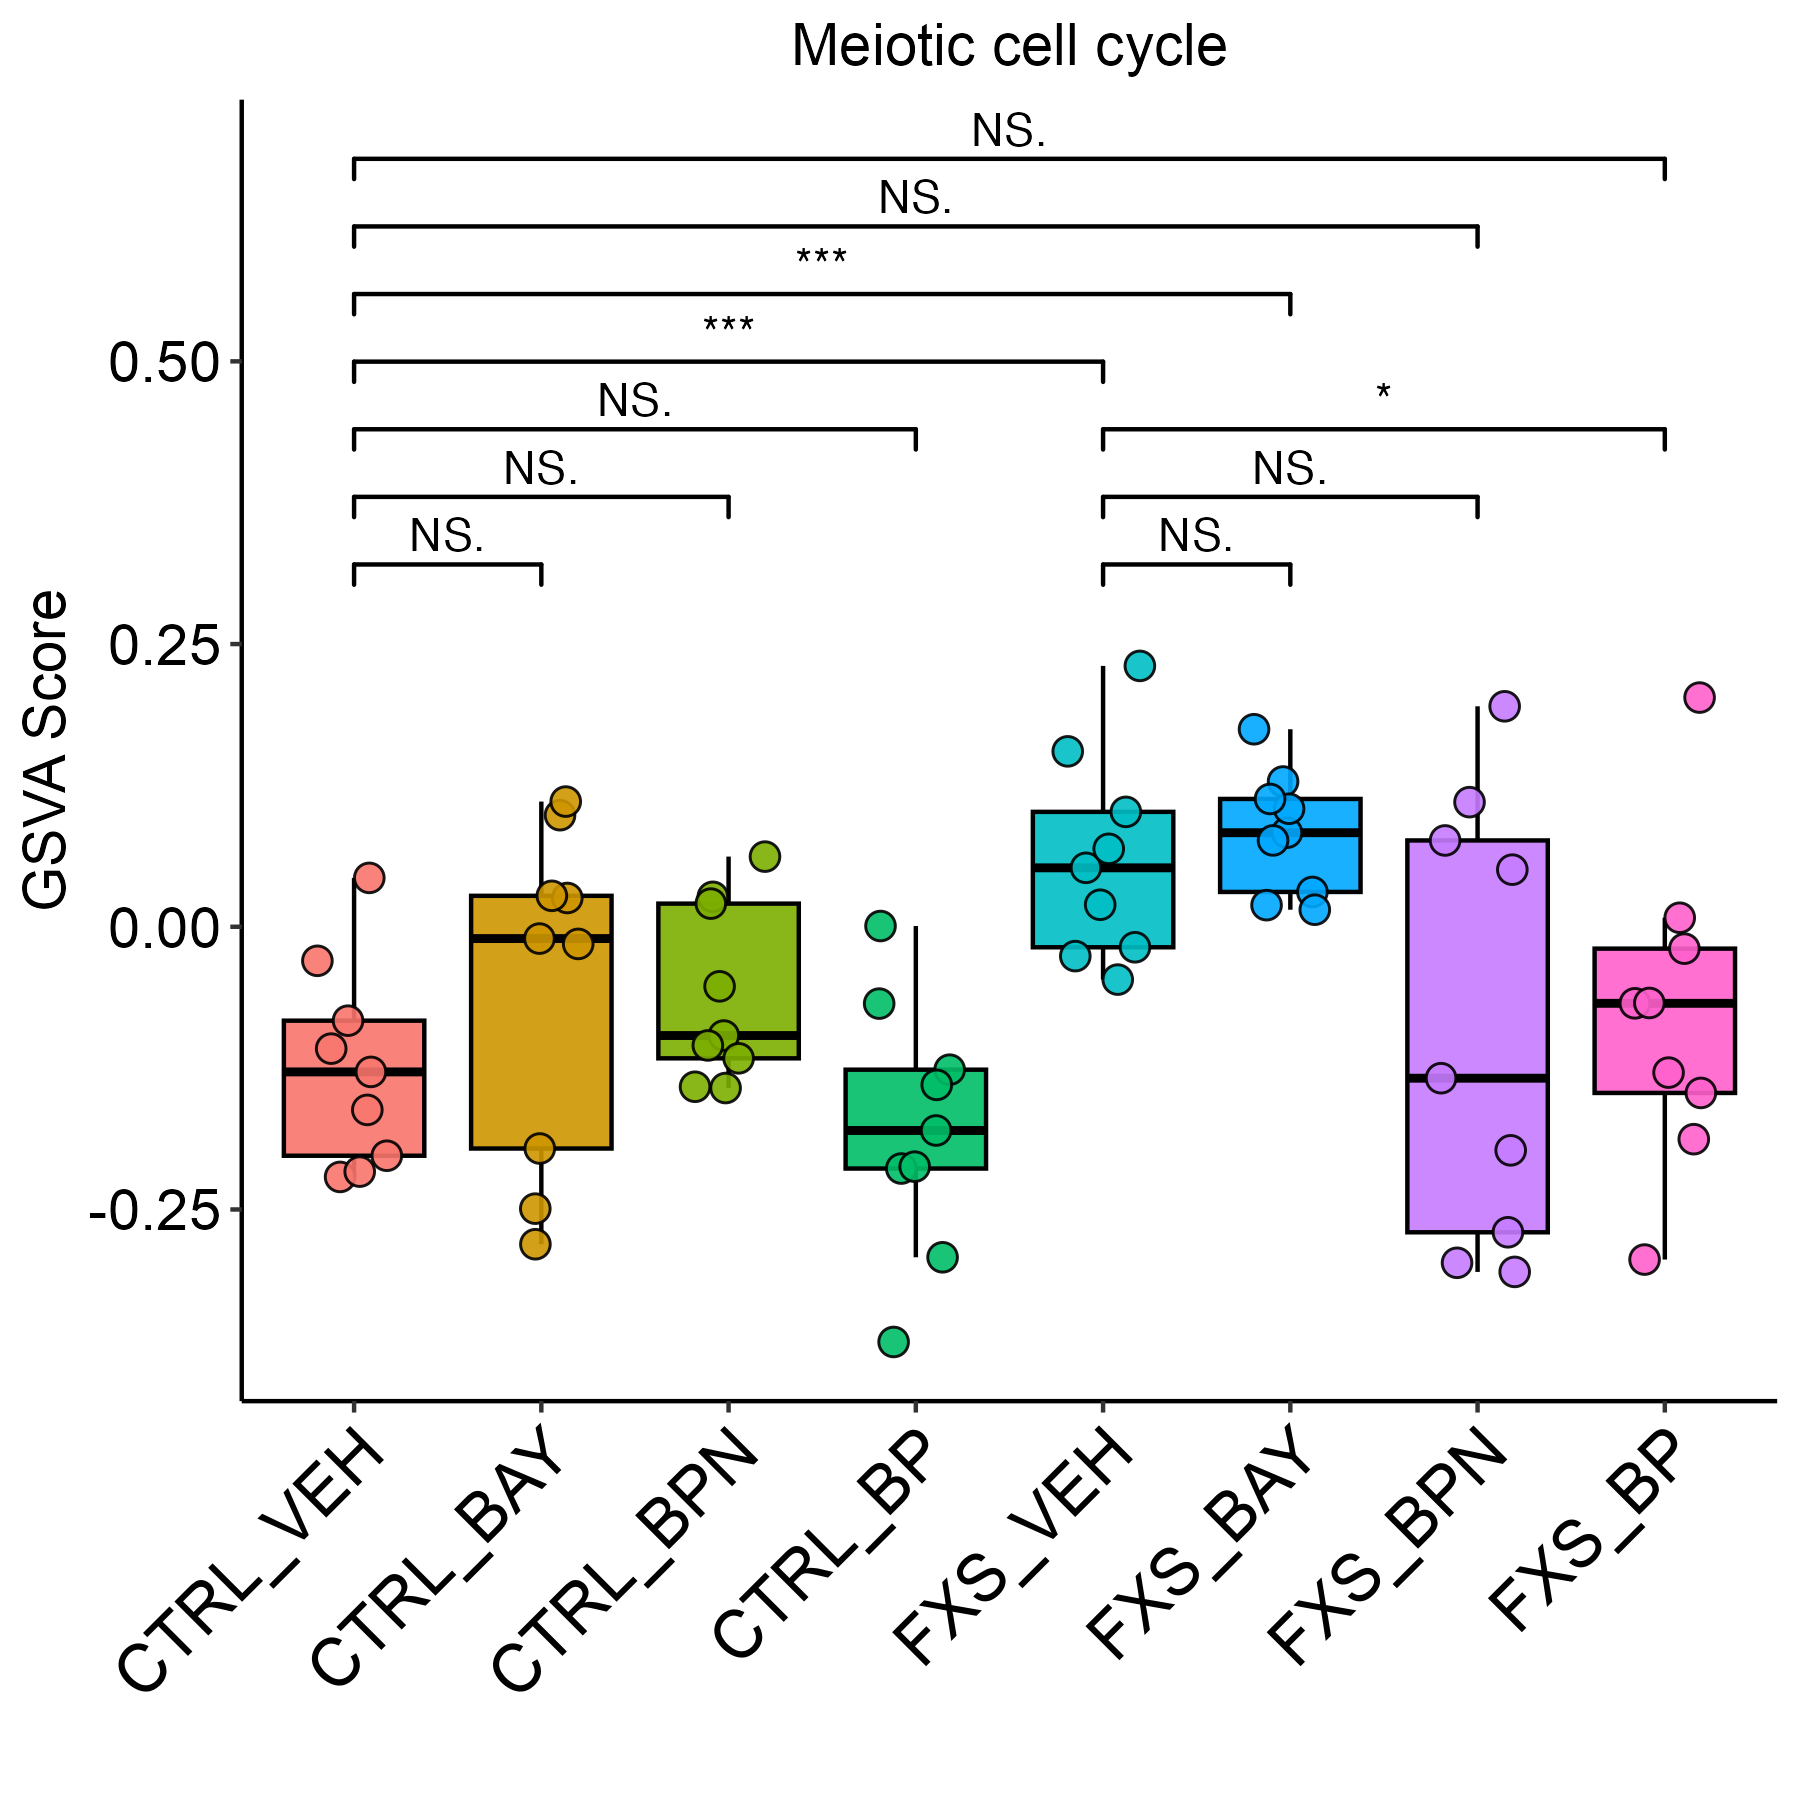 Meiotic cell cycle
NS.
NS.
***
***
NS.
*
NS.
NS.
NS.
NS.
GSVA Score
0.50
0.25
0.00
-0.25
CTRL_VEH
CTRL_BAY
CTRL_BPN
CTRL_BP
FXS_VEH
FXS_BAY
FXS_BPN
FXS_BP